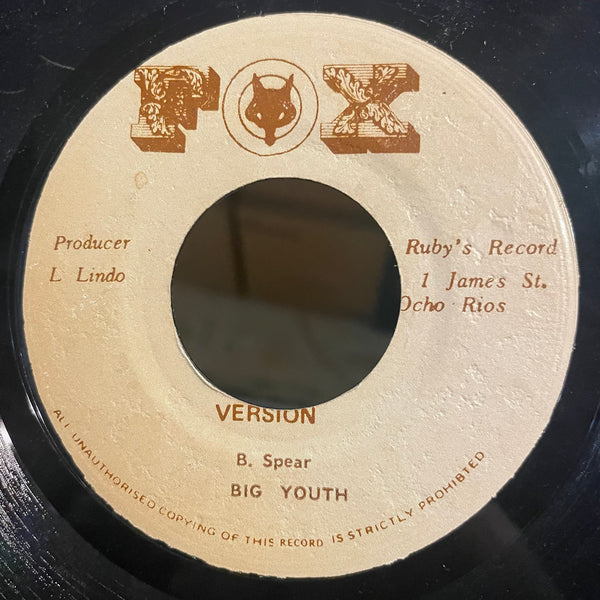 FOX
Producer
L Lindo
Ruby's Record
1 James St.
Ocho Rios
VERSION
B. Spear
BIG YOUTH
ALL UNAUTHORISED COPYING OF THIS RECORD IS STRICTLY PROHIBITED